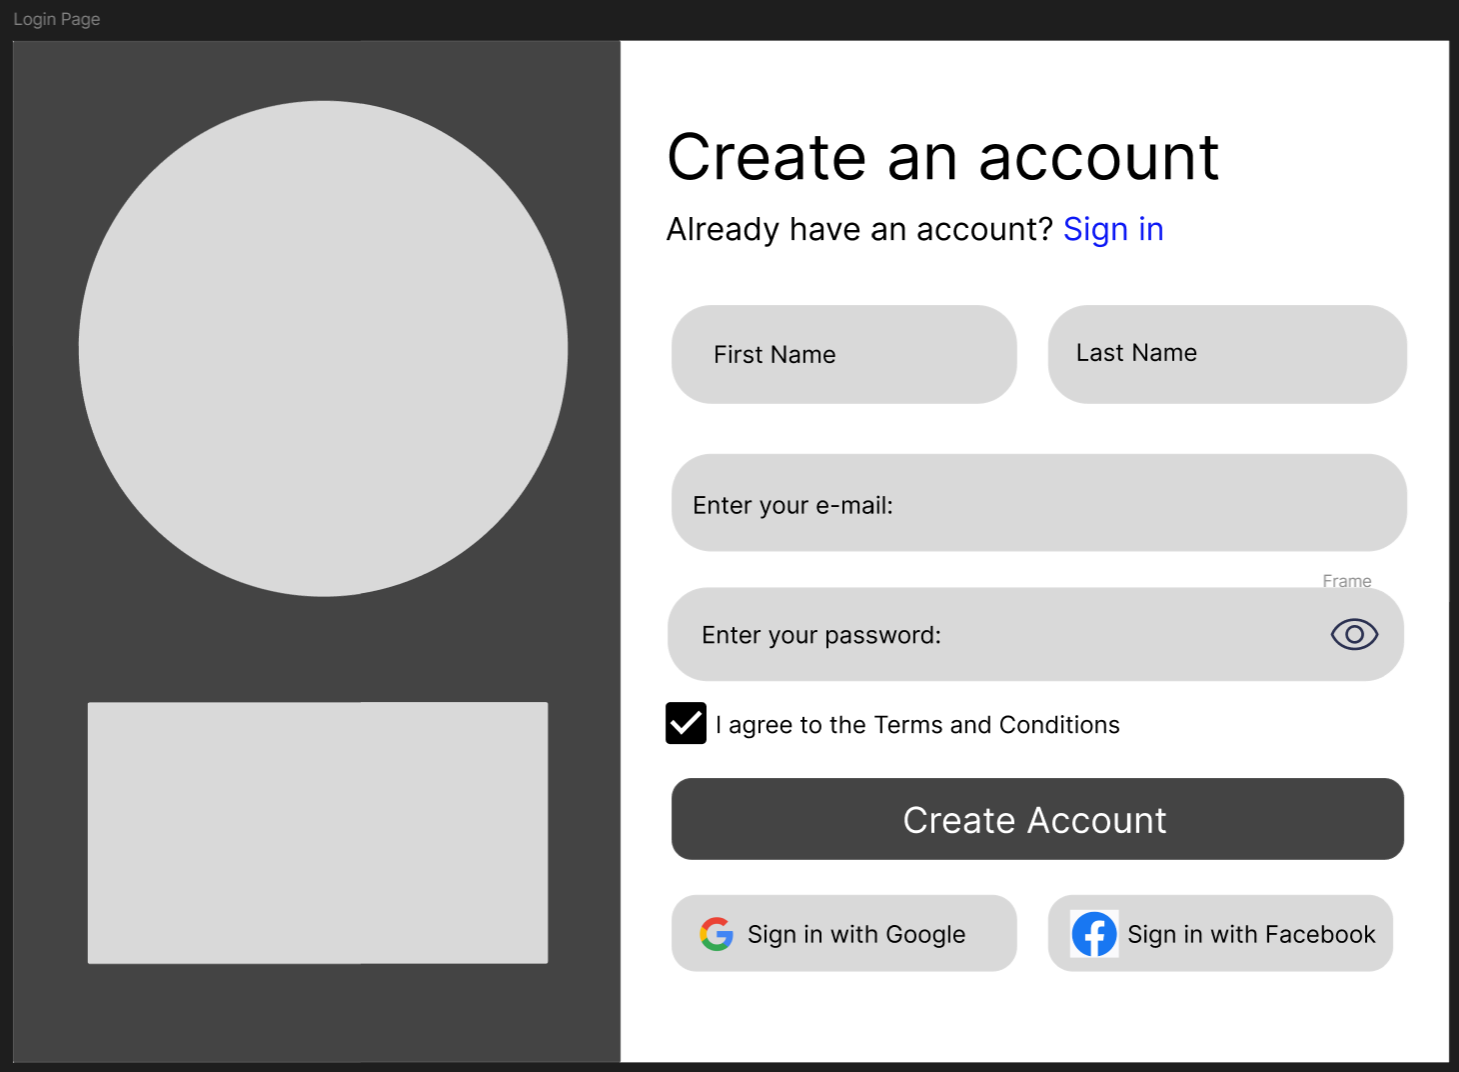 Login Page
Create an account
Already have an account? Sign in
First Name
Last Name
Enter your e-mail:
Frame
Enter your password:
I agree to the Terms and Conditions
Create Account
Sign in with Google
Sign in with Facebook